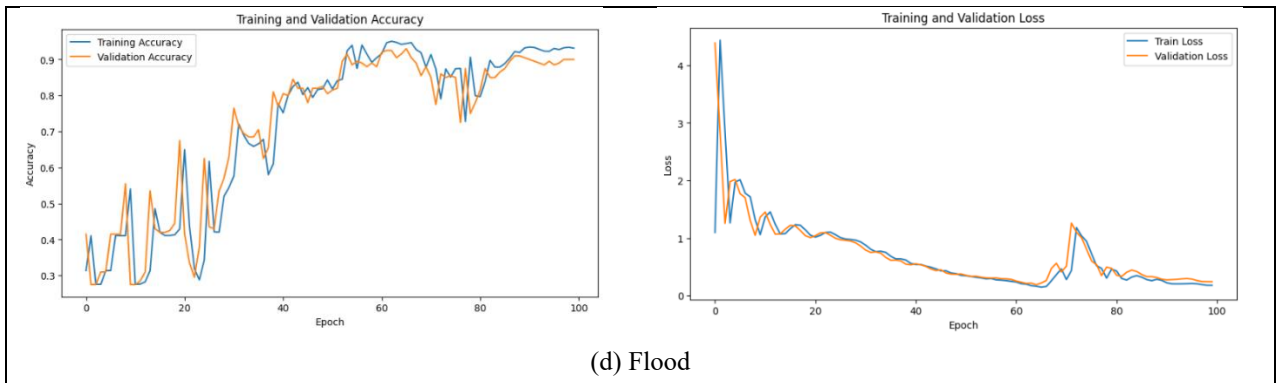 Training and Validation Accuracy
Training Accuracy
Validation Accuracy
0.9
0.8
0.7
0.6
0.5
0.4
0.3
Accuracy
0
20
40
60
80
100
Epoch
Training and Validation Loss
Train Loss
Validation Loss
4
3
2
1
0
Loss
0
20
40
60
80
100
Epoch
(d) Flood